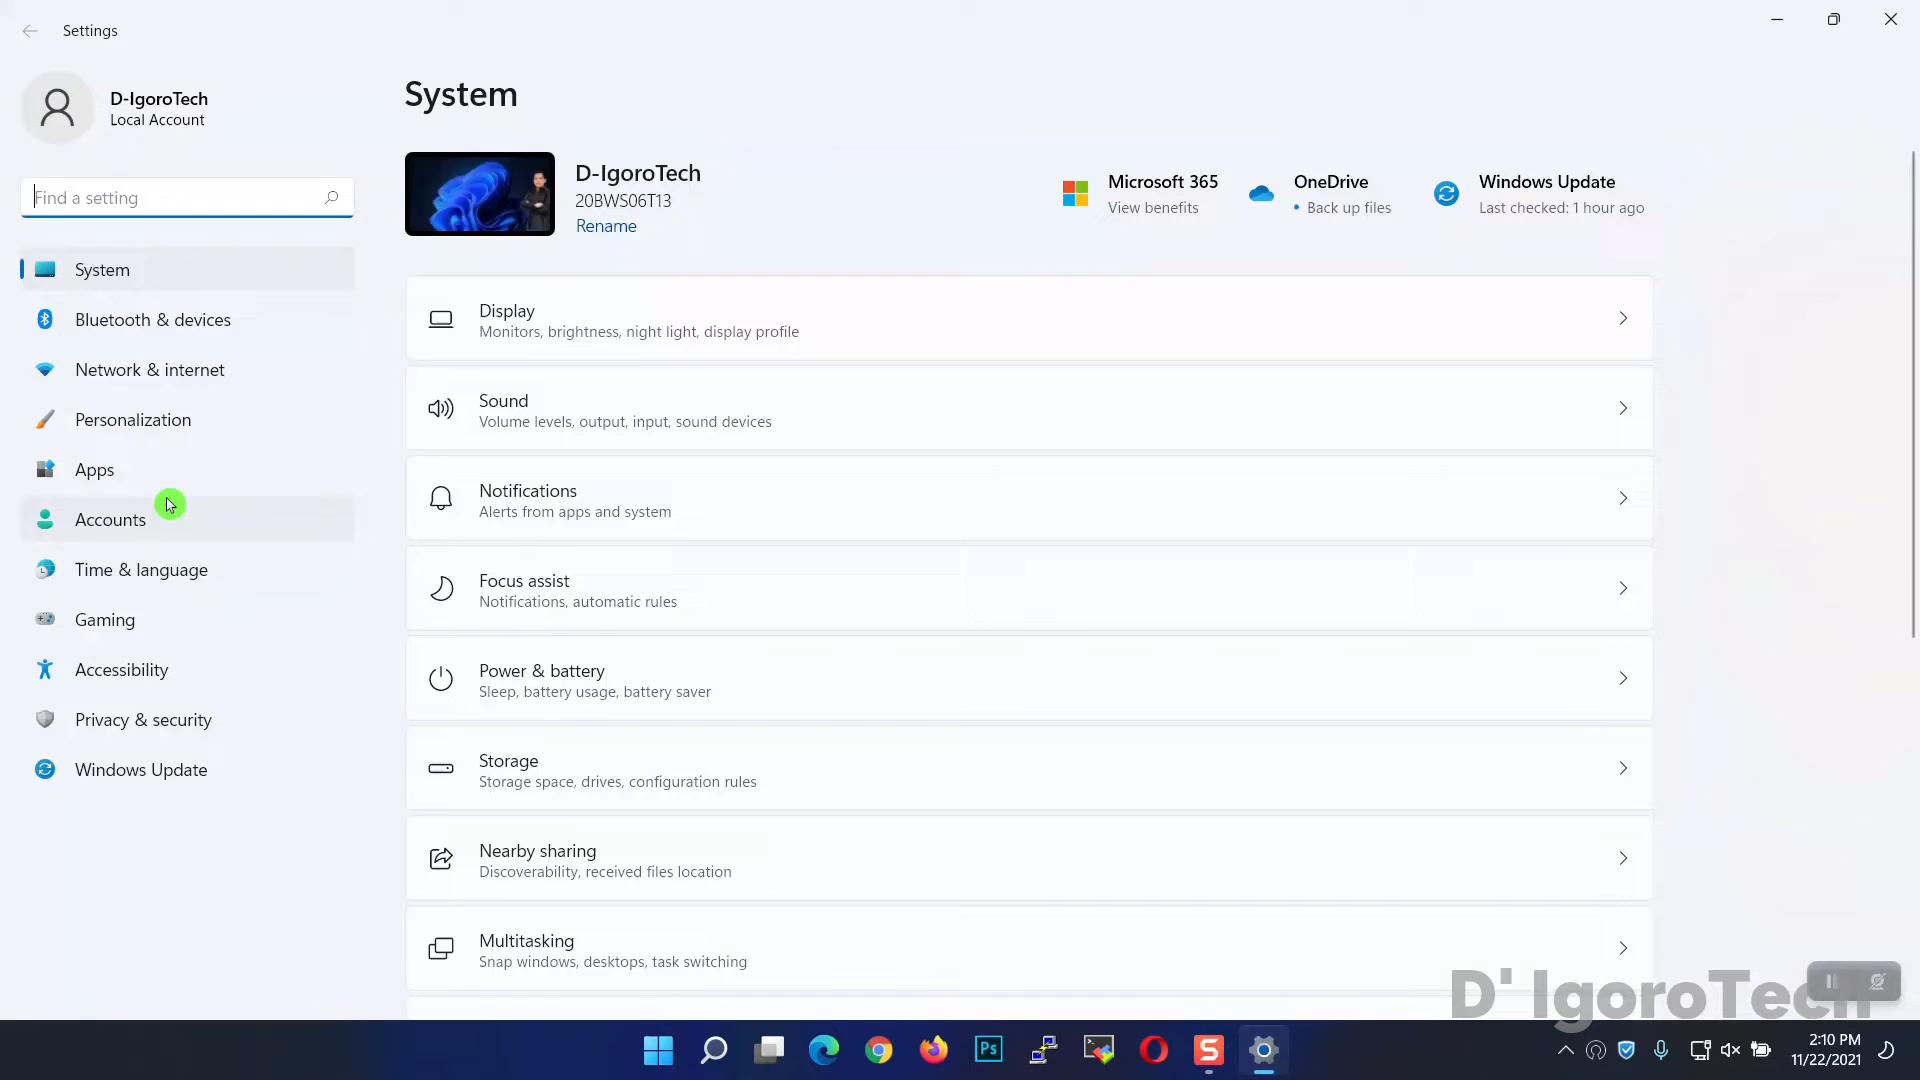 Settings
D-IgoroTech
Local Account
Find a setting
System
Bluetooth & devices
Network & internet
Personalization
Apps
Accounts
Time & language
Gaming
Accessibility
Privacy & security
Windows Update
System
D-IgoroTech
20BWS06T13
Rename
Microsoft 365
View benefits
OneDrive
• Back up files
Windows Update
Last checked: 1 hour ago
Display
Monitors, brightness, night light, display profile
Sound
Volume levels, output, input, sound devices
Notifications
Alerts from apps and system
Focus assist
Notifications, automatic rules
Power & battery
Sleep, battery usage, battery saver
Storage
Storage space, drives, configuration rules
Nearby sharing
Discoverability, received files location
Multitasking
Snap windows, desktops, task switching
D' IgoroTech
Ps
S
2:10 PM
11/22/2021